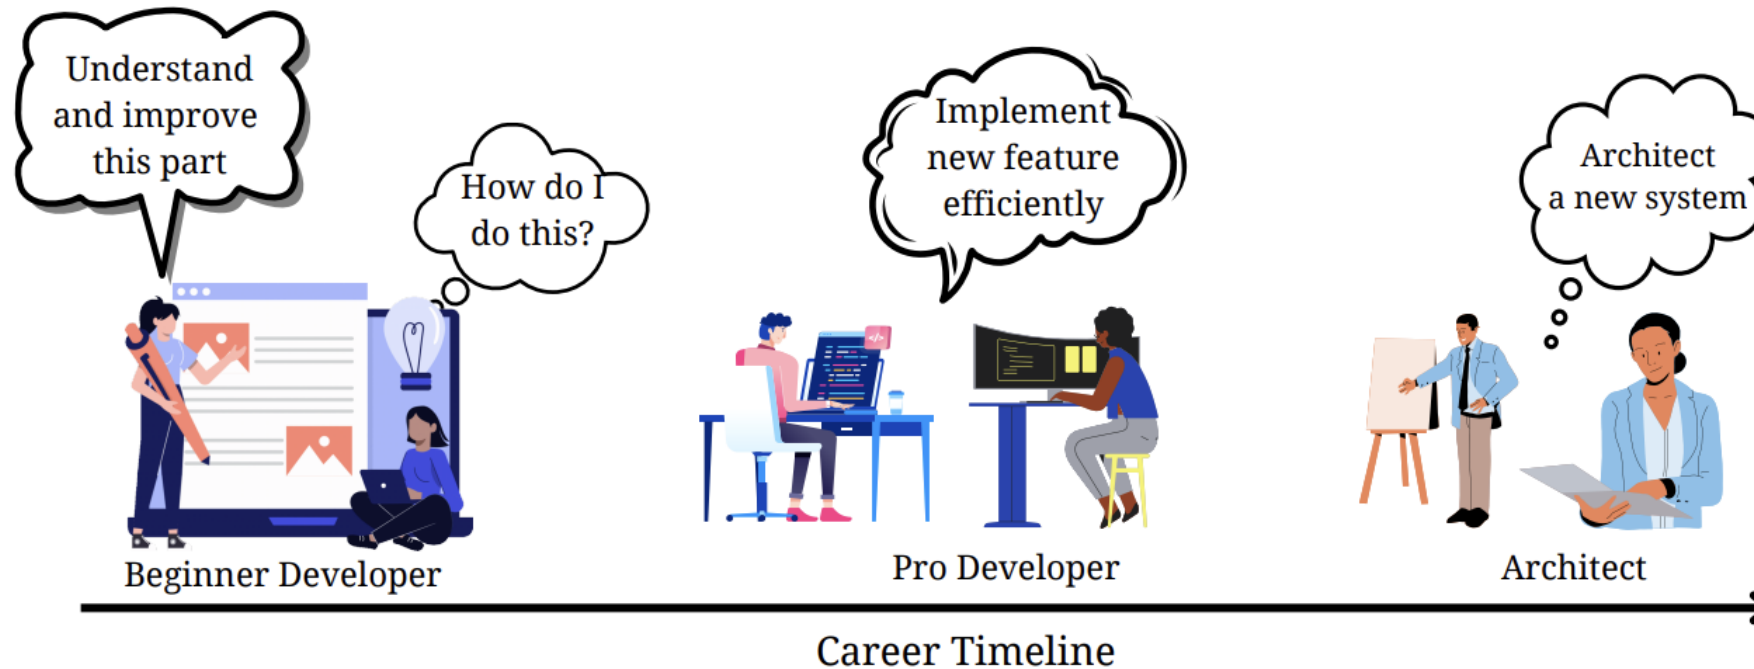 Understand
and improve
this part
How do I
do this?
Implement
new feature
efficiently
Architect
a new system
</>
Beginner Developer
Pro Developer
Architect
Career Timeline